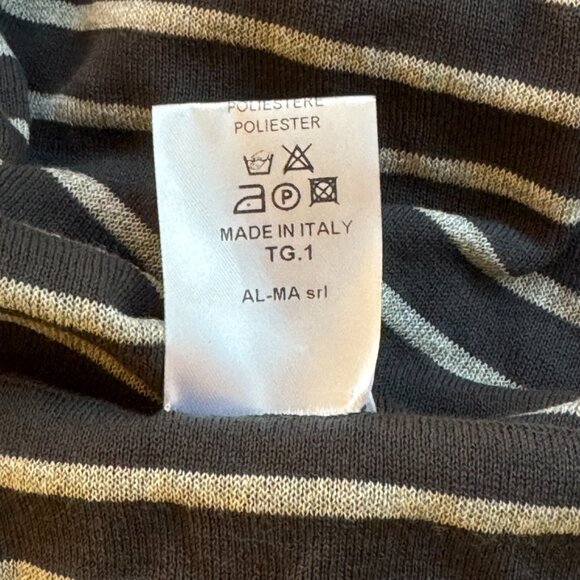 POLIESTERE
POLIESTER
P
MADE IN ITALY
TG.1
AL-MA srl